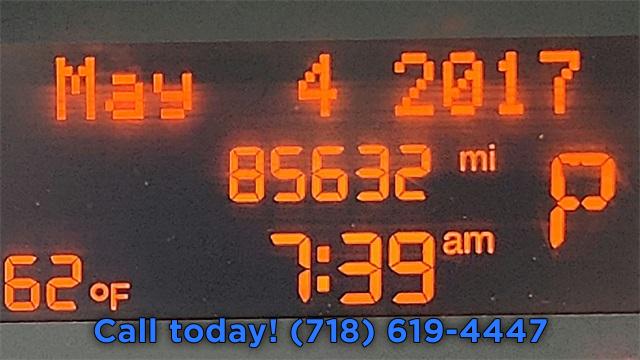 May 4 2017
85632 mi
P
7:39 am
62 °F
Call today! (718) 619-4447